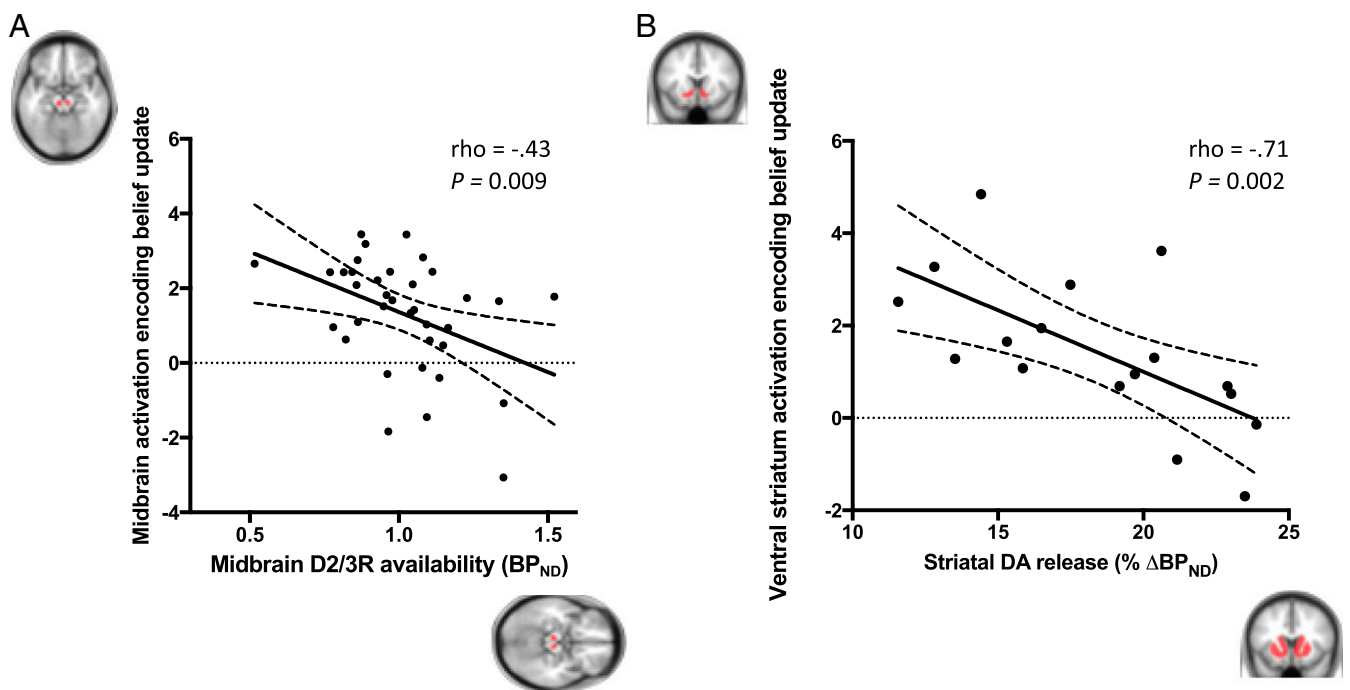 A
Midbrain activation encoding belief update
6
4
2
0
-2
-4
rho = -.43
P = 0.009
0.5 1.0 1.5
Midbrain D2/3R availability (BPND)
B
Ventral striatum activation encoding belief update
6
4
2
0
-2
rho = -.71
P = 0.002
10 15 20 25
Striatal DA release (% ΔBPND)